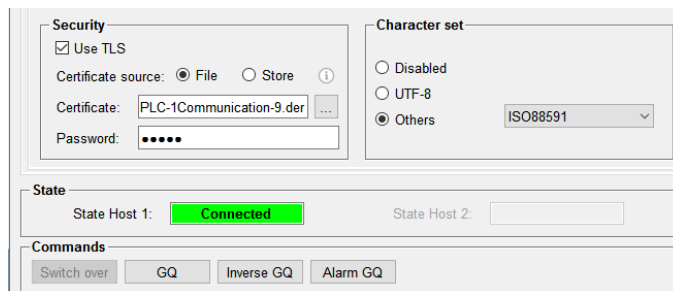 Security
Use TLS
Certificate source: File Store
Certificate: PLC-1Communication-9.der ...
Password: •••••
Character set
Disabled
UTF-8
Others ISO88591
State
State Host 1: Connected State Host 2:
Commands
Switch over GQ Inverse GQ Alarm GQ